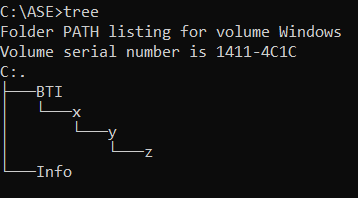 C:\ASE>tree
Folder PATH listing for volume Windows
Volume serial number is 1411-4C1C
C:.
├───BTI
│   └───x
│       └───y
│           └───z
└───Info